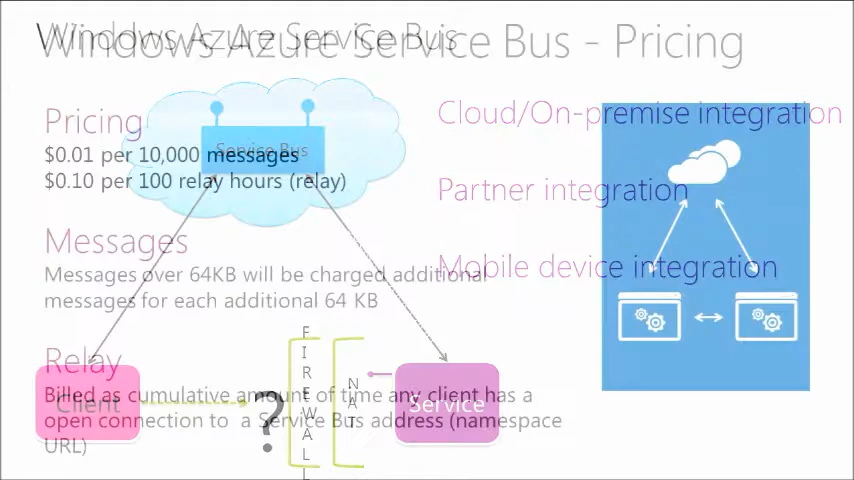 Windows Azure Service Bus
Windows Azure Service Bus - Pricing
Pricing
$0.01 per 10,000 messages
$0.10 per 100 relay hours (relay)
Service Bus
Cloud/On-premise integration
Partner integration
Mobile device integration
Messages
Messages over 64KB will be charged additional
messages for each additional 64 KB
Relay
Billed as cumulative amount of time any client has a
open connection to a Service Bus address (namespace
URL)
Client
?
FIREWALL
NAT
Service